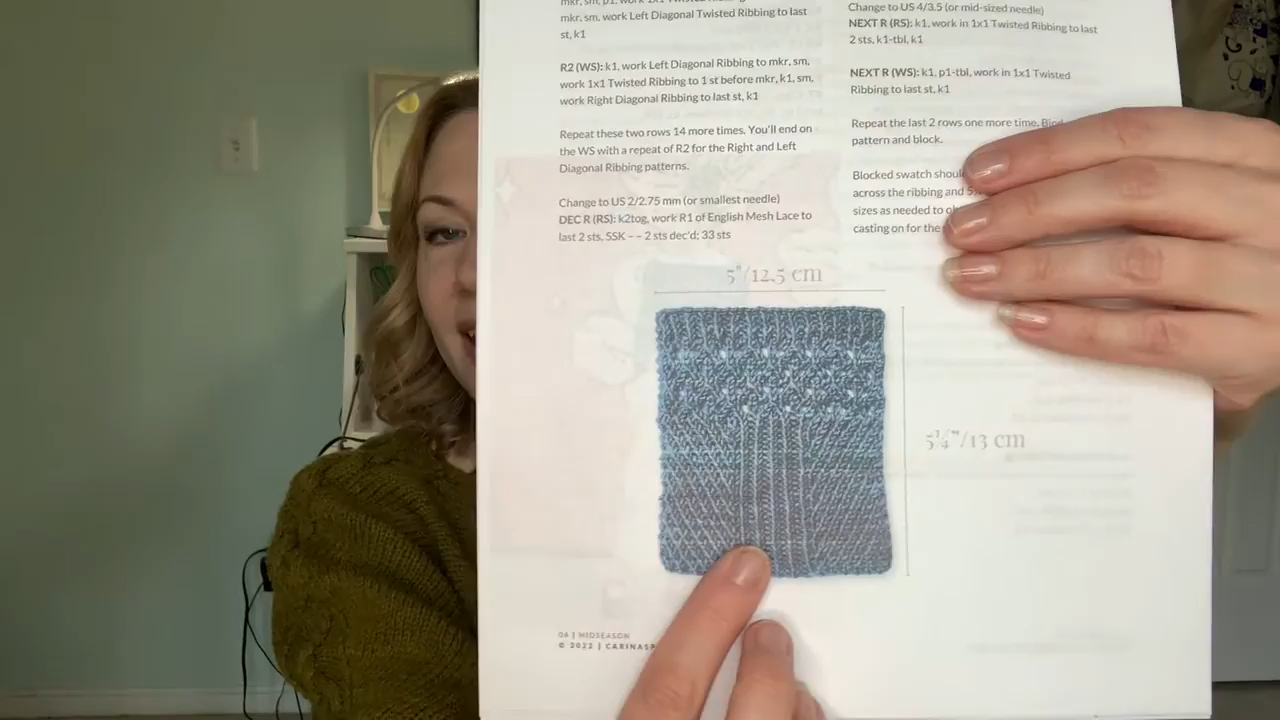 mkr, sm, work Left Diagonal Twisted Ribbing to last
st, k1
R2 (WS): k1, work Left Diagonal Ribbing to mkr, sm,
work 1x1 Twisted Ribbing to 1 st before mkr, k1, sm,
work Right Diagonal Ribbing to last st, k1
Repeat these two rows 14 more times. You'll end on
the WS with a repeat of R2 for the Right and Left
Diagonal Ribbing patterns.
Change to US 2/2.75 mm (or smallest needle)
DEC R (RS): k2tog, work R1 of English Mesh Lace to
last 2 sts, SSK – – 2 sts dec'd; 33 sts
Change to US 4/3.5 (or mid-sized needle)
NEXT R (RS): k1, work in 1x1 Twisted Ribbing to last
2 sts, k1-tbl, k1
NEXT R (WS): k1, p1-tbl, work in 1x1 Twisted
Ribbing to last st, k1
Repeat the last 2 rows one more time. Bind
pattern and block.
Blocked swatch shoul
across the ribbing and 5
sizes as needed to ob
casting on for the
5"/12.5 cm
5¼"/13 cm
06 | MIDSEASON
© 2022 | CARINASP